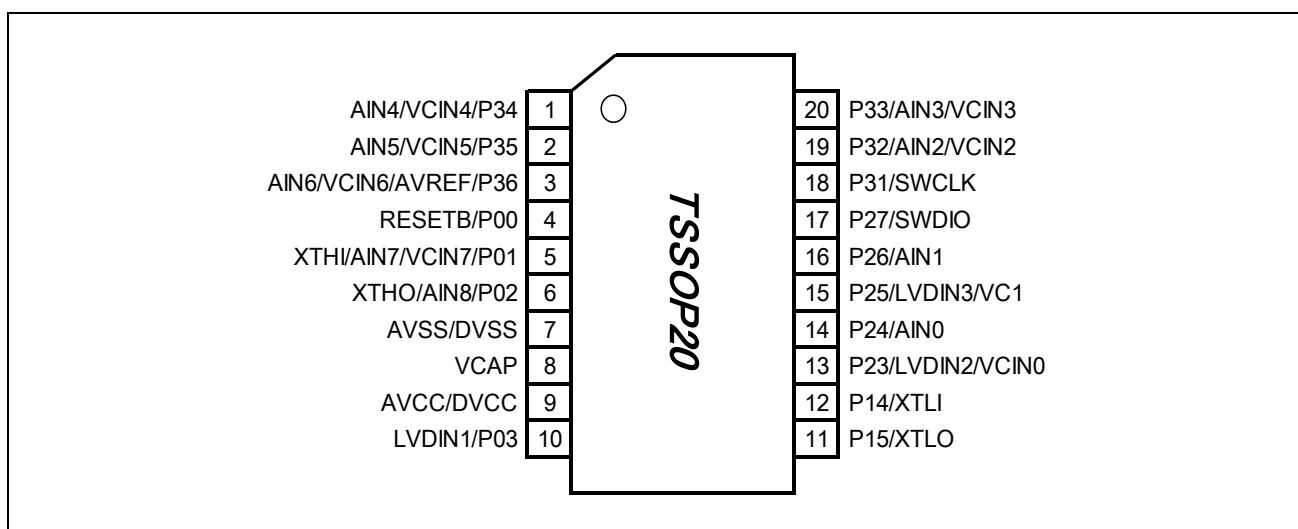 AIN4/VCIN4/P34 1 20 P33/AIN3/VCIN3
AIN5/VCIN5/P35 2 19 P32/AIN2/VCIN2
AIN6/VCIN6/AVREF/P36 3 18 P31/SWCLK
RESETB/P00 4 17 P27/SWDIO
XTHI/AIN7/VCIN7/P01 5 16 P26/AIN1
XTHO/AIN8/P02 6 15 P25/LVDIN3/VC1
AVSS/DVSS 7 14 P24/AIN0
VCAP 8 13 P23/LVDIN2/VCIN0
AVCC/DVCC 9 12 P14/XTLI
LVDIN1/P03 10 11 P15/XTLO
TSSOP20